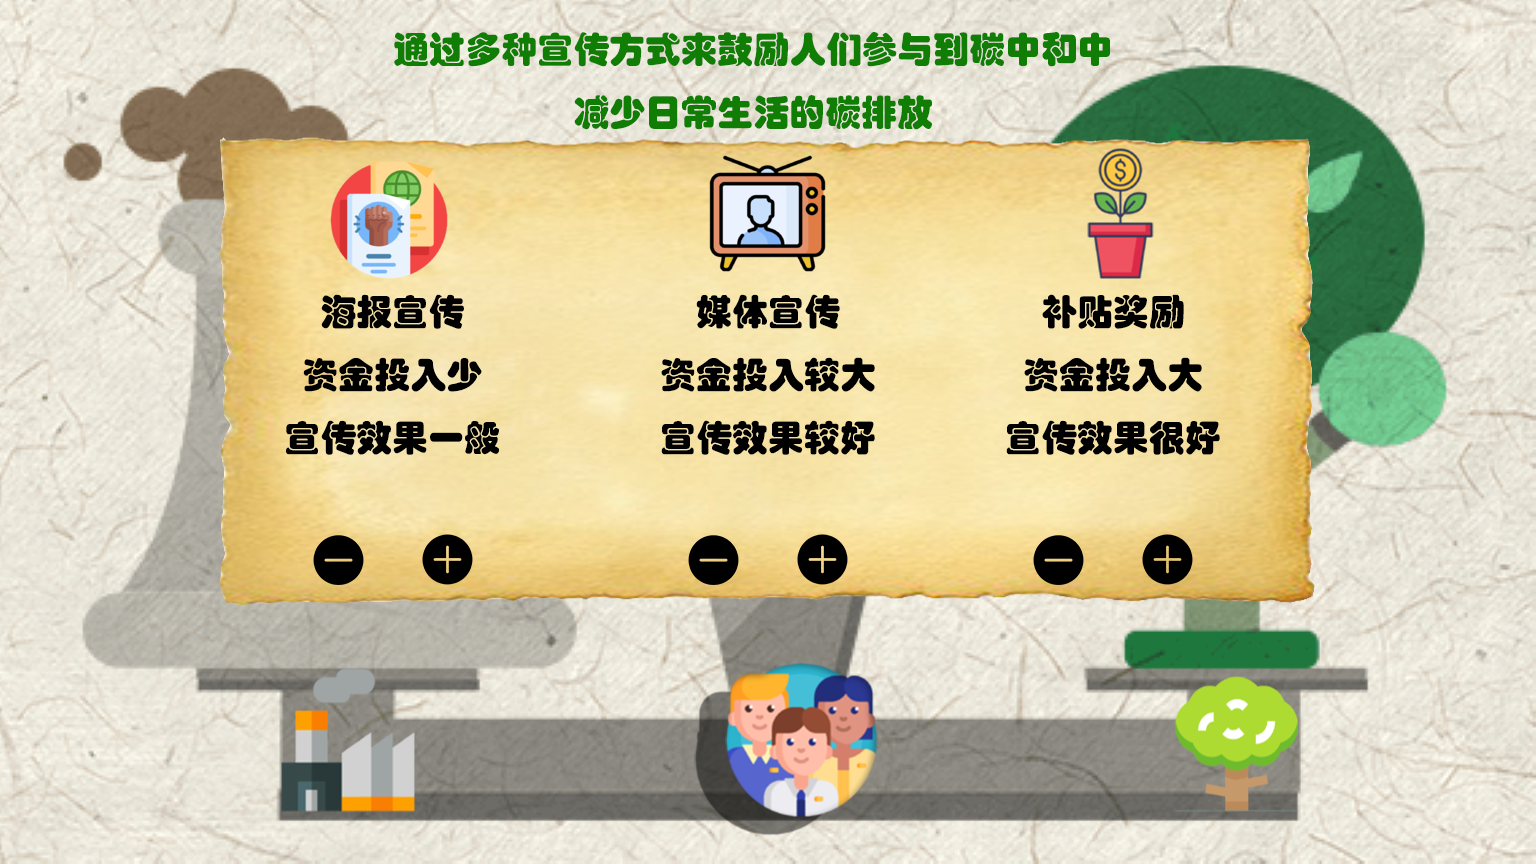 通过多种宣传方式来鼓励人们参与到碳中和中
减少日常生活的碳排放
海报宣传
资金投入少
宣传效果一般
媒体宣传
资金投入较大
宣传效果较好
补贴奖励
资金投入大
宣传效果很好